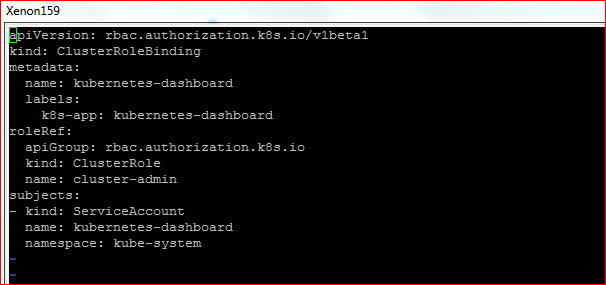 Xenon159
apiVersion: rbac.authorization.k8s.io/v1beta1
kind: ClusterRoleBinding
metadata:
  name: kubernetes-dashboard
  labels:
    k8s-app: kubernetes-dashboard
roleRef:
  apiGroup: rbac.authorization.k8s.io
  kind: ClusterRole
  name: cluster-admin
subjects:
- kind: ServiceAccount
  name: kubernetes-dashboard
  namespace: kube-system
~
~